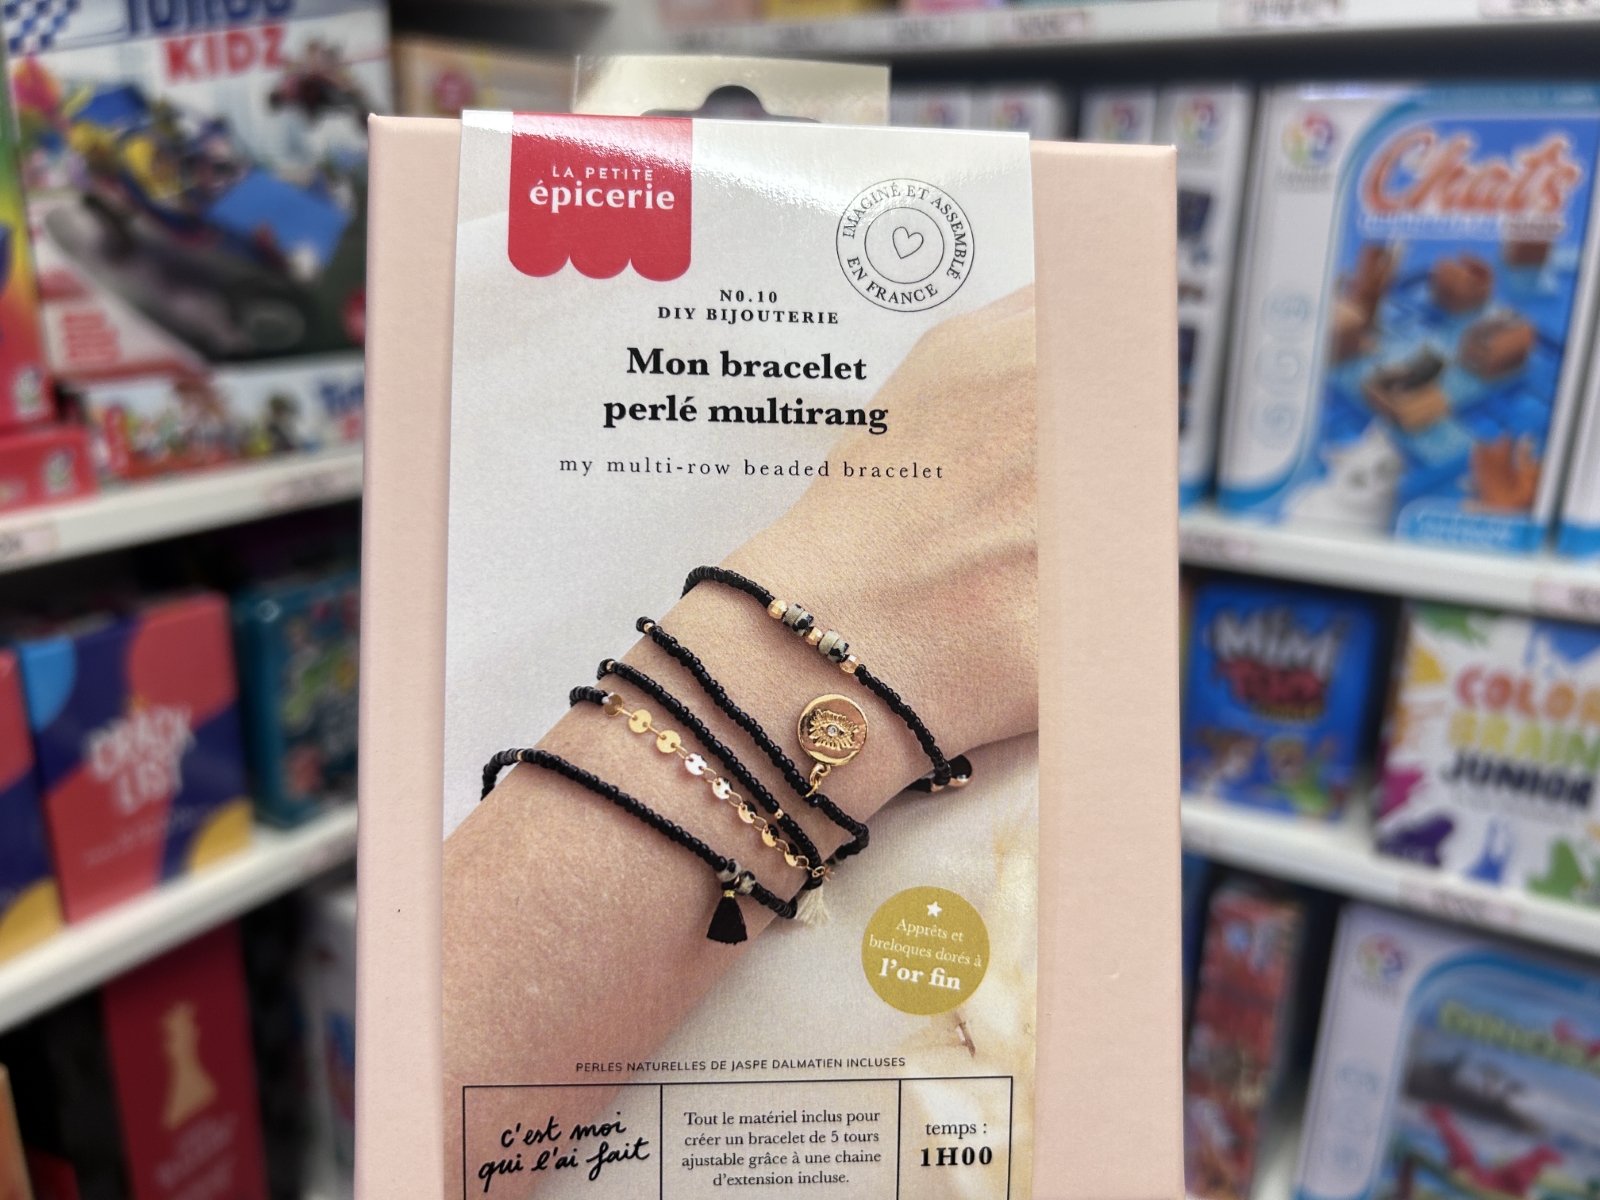 TURBO
KIDZ
LA PETITE
épicerie
IMAGINÉ ET ASSEMBLÉ
EN FRANCE
N0.10
DIY BIJOUTERIE
Mon bracelet
perlé multirang
my multi-row beaded bracelet
Apprêts et
breloques dorés à
l'or fin
PERLES NATURELLES DE JASPE DALMATIEN INCLUSES
c'est moi
qui l'ai fait
Tout le matériel inclus pour
créer un bracelet de 5 tours
ajustable grâce à une chaine
d'extension incluse.
temps :
1H00
Chats
CRACK
LIST
COLOR
BRAIN
JUNIOR